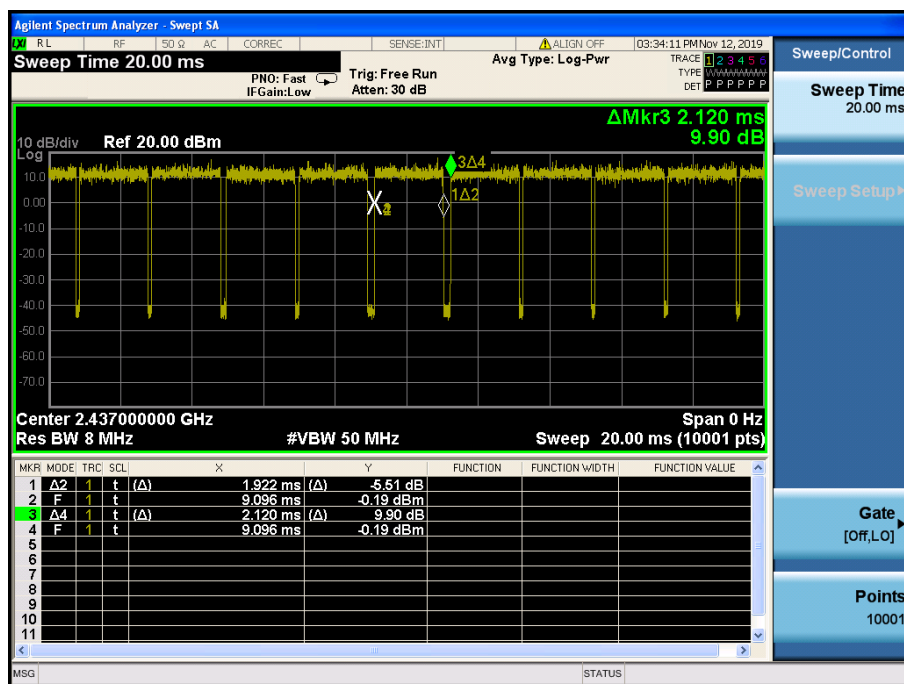 Agilent Spectrum Analyzer - Swept SA
LXI RL RF 50 Ω AC CORREC SENSE:INT ALIGN OFF 03:34:11 PM Nov 12, 2019
Sweep Time 20.00 ms
PNO: Fast
IFGain:Low
Trig: Free Run
Atten: 30 dB
Avg Type: Log-Pwr
TRACE 1 2 3 4 5 6
TYPE
DET P P P P P P
ΔMkr3 2.120 ms
9.90 dB
10 dB/div Ref 20.00 dBm
Log
10.0
0.00
-10.0
-20.0
-30.0
-40.0
-50.0
-60.0
-70.0
3Δ4
1Δ2
X2
Center 2.437000000 GHz Span 0 Hz
Res BW 8 MHz #VBW 50 MHz Sweep 20.00 ms (10001 pts)
MKR MODE TRC SCL X Y FUNCTION FUNCTION WIDTH FUNCTION VALUE
1 Δ2 1 t (Δ) 1.922 ms (Δ) -5.51 dB
2 F 1 t 9.096 ms -0.19 dBm
3 Δ4 1 t (Δ) 2.120 ms (Δ) 9.90 dB
4 F 1 t 9.096 ms -0.19 dBm
5
6
7
8
9
10
11
MSG STATUS
Sweep/Control
Sweep Time
20.00 ms
Sweep Setup
Gate
[Off,LO]
Points
10001